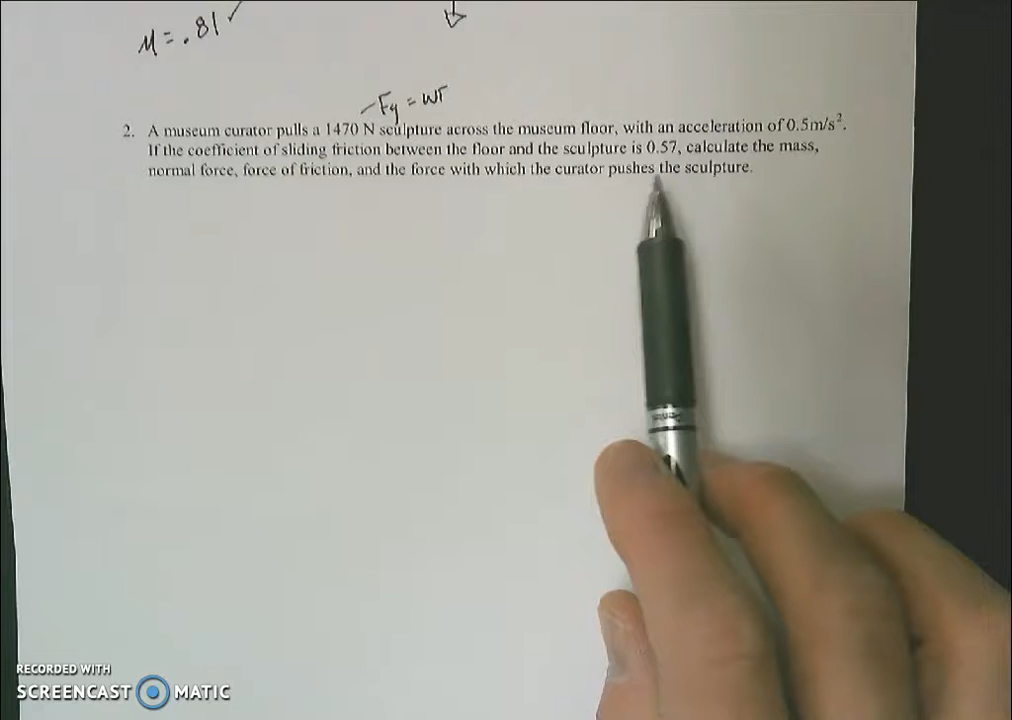 M = .81 ✓
-Fg = WT
2. A museum curator pulls a 1470 N sculpture across the museum floor, with an acceleration of 0.5m/s².
If the coefficient of sliding friction between the floor and the sculpture is 0.57, calculate the mass,
normal force, force of friction, and the force with which the curator pushes the sculpture.
RECORDED WITH
SCREENCAST MATIC